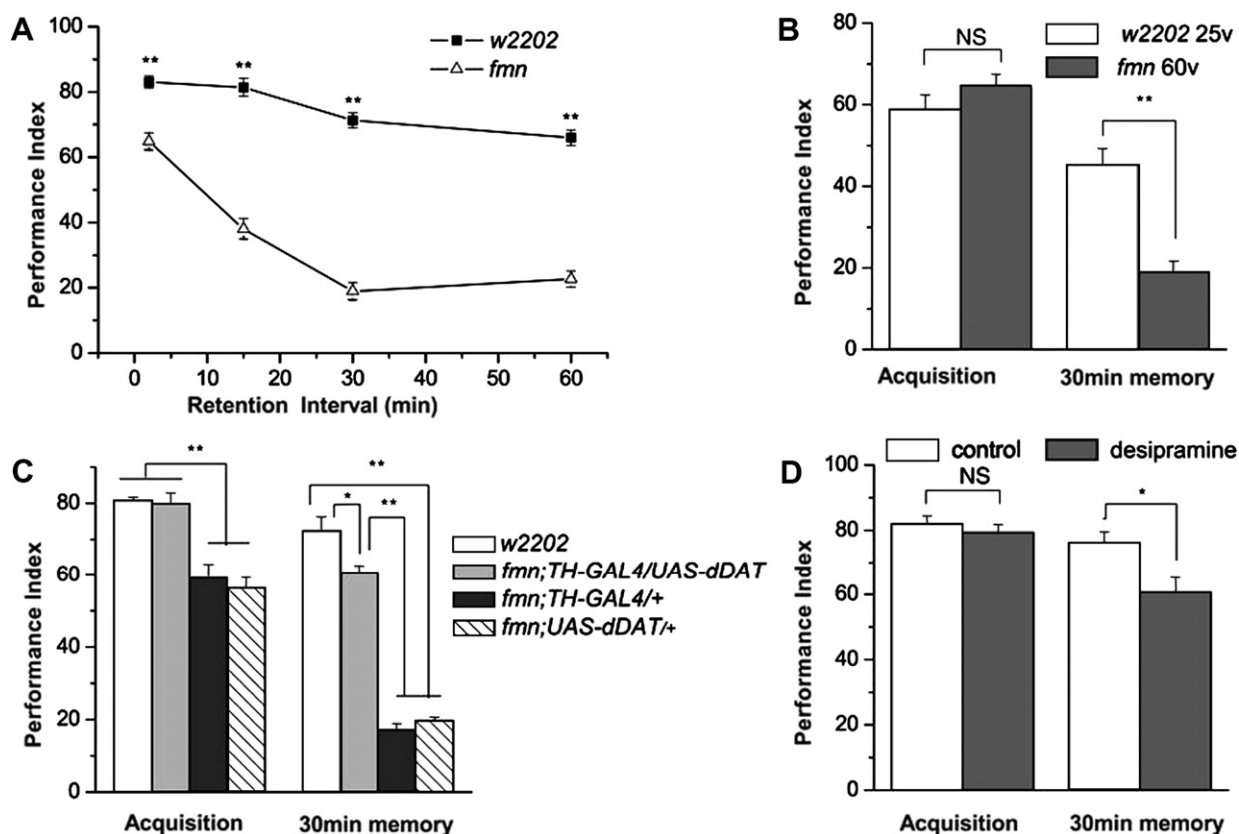 A
Performance Index
100
80
60
40
20
0
** ** ** **
w2202
fmn
0 10 20 30 40 50 60
Retention Interval (min)
B
Performance Index
80
60
40
20
0
NS
**
w2202 25v
fmn 60v
Acquisition 30min memory
C
Performance Index
80
60
40
20
0
**
**
* **
w2202
fmn;TH-GAL4/UAS-dDAT
fmn;TH-GAL4/+
fmn;UAS-dDAT/+
Acquisition 30min memory
D
Performance Index
100
80
60
40
20
0
control desipramine
NS
*
Acquisition 30min memory